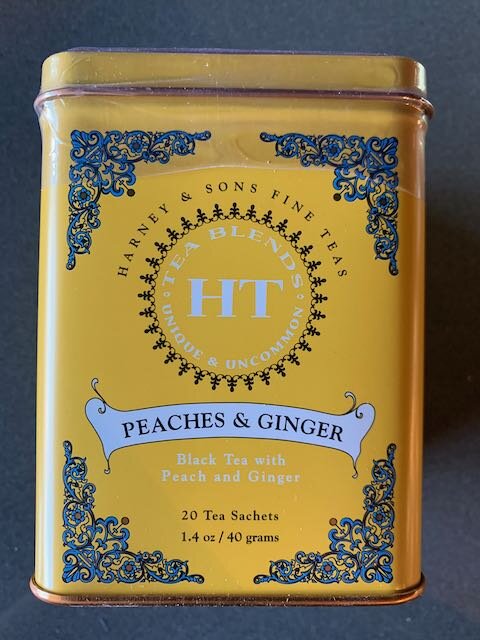 HARNEY & SONS FINE TEAS
TEA BLENDS
HT
UNIQUE & UNCOMMON
PEACHES & GINGER
Black Tea with
Peach and Ginger
20 Tea Sachets
1.4 oz / 40 grams